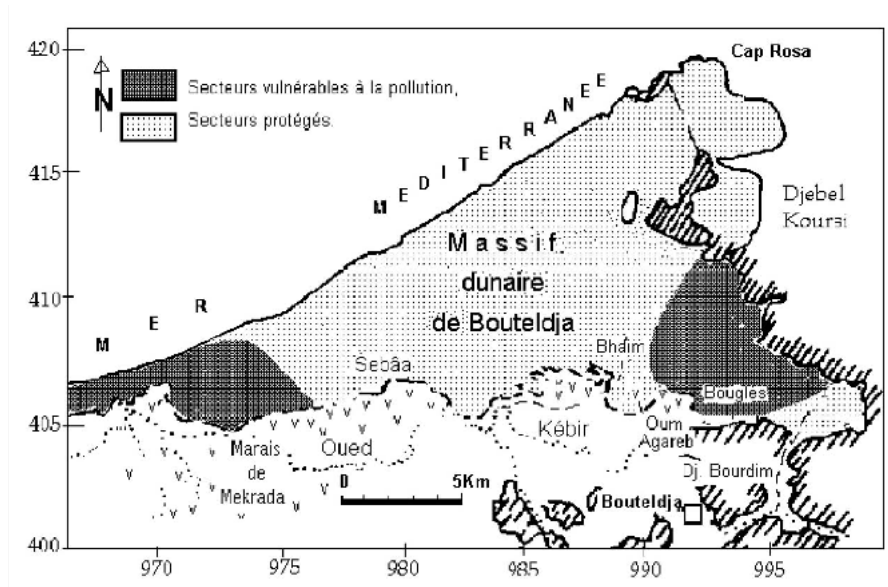 420
415
410
405
400
N
Secteurs vulnérables à la pollution,
Secteurs protégés.
Cap Rosa
MER MEDITERRANEE
Djebel
Koursi
Massif
dunaire
de Bouteldja
Sebâa
Bhaim
Bougles
Marais
de
Mekrada
Oued
Kébir
Oum
Agareb
Dj. Bourdim
0 5Km
Bouteldja
970 975 980 985 990 995